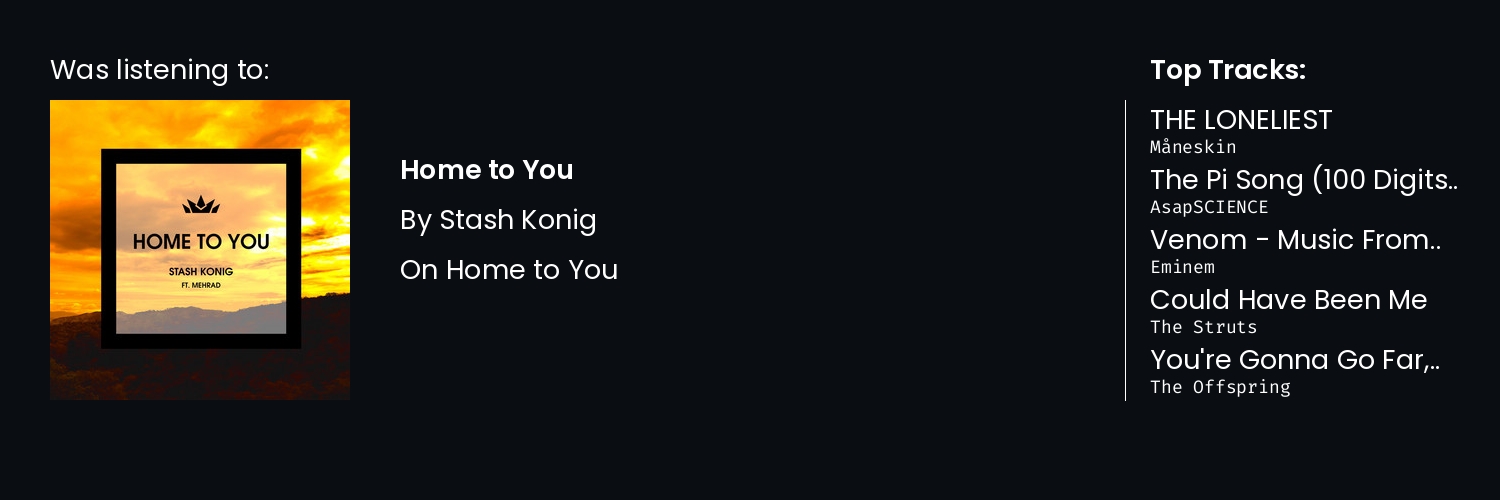 Was listening to:
HOME TO YOU
STASH KONIG
FT. MEHRAD
Home to You
By Stash Konig
On Home to You
Top Tracks:
THE LONELIEST
Måneskin
The Pi Song (100 Digits..
AsapSCIENCE
Venom - Music From..
Eminem
Could Have Been Me
The Struts
You're Gonna Go Far,..
The Offspring